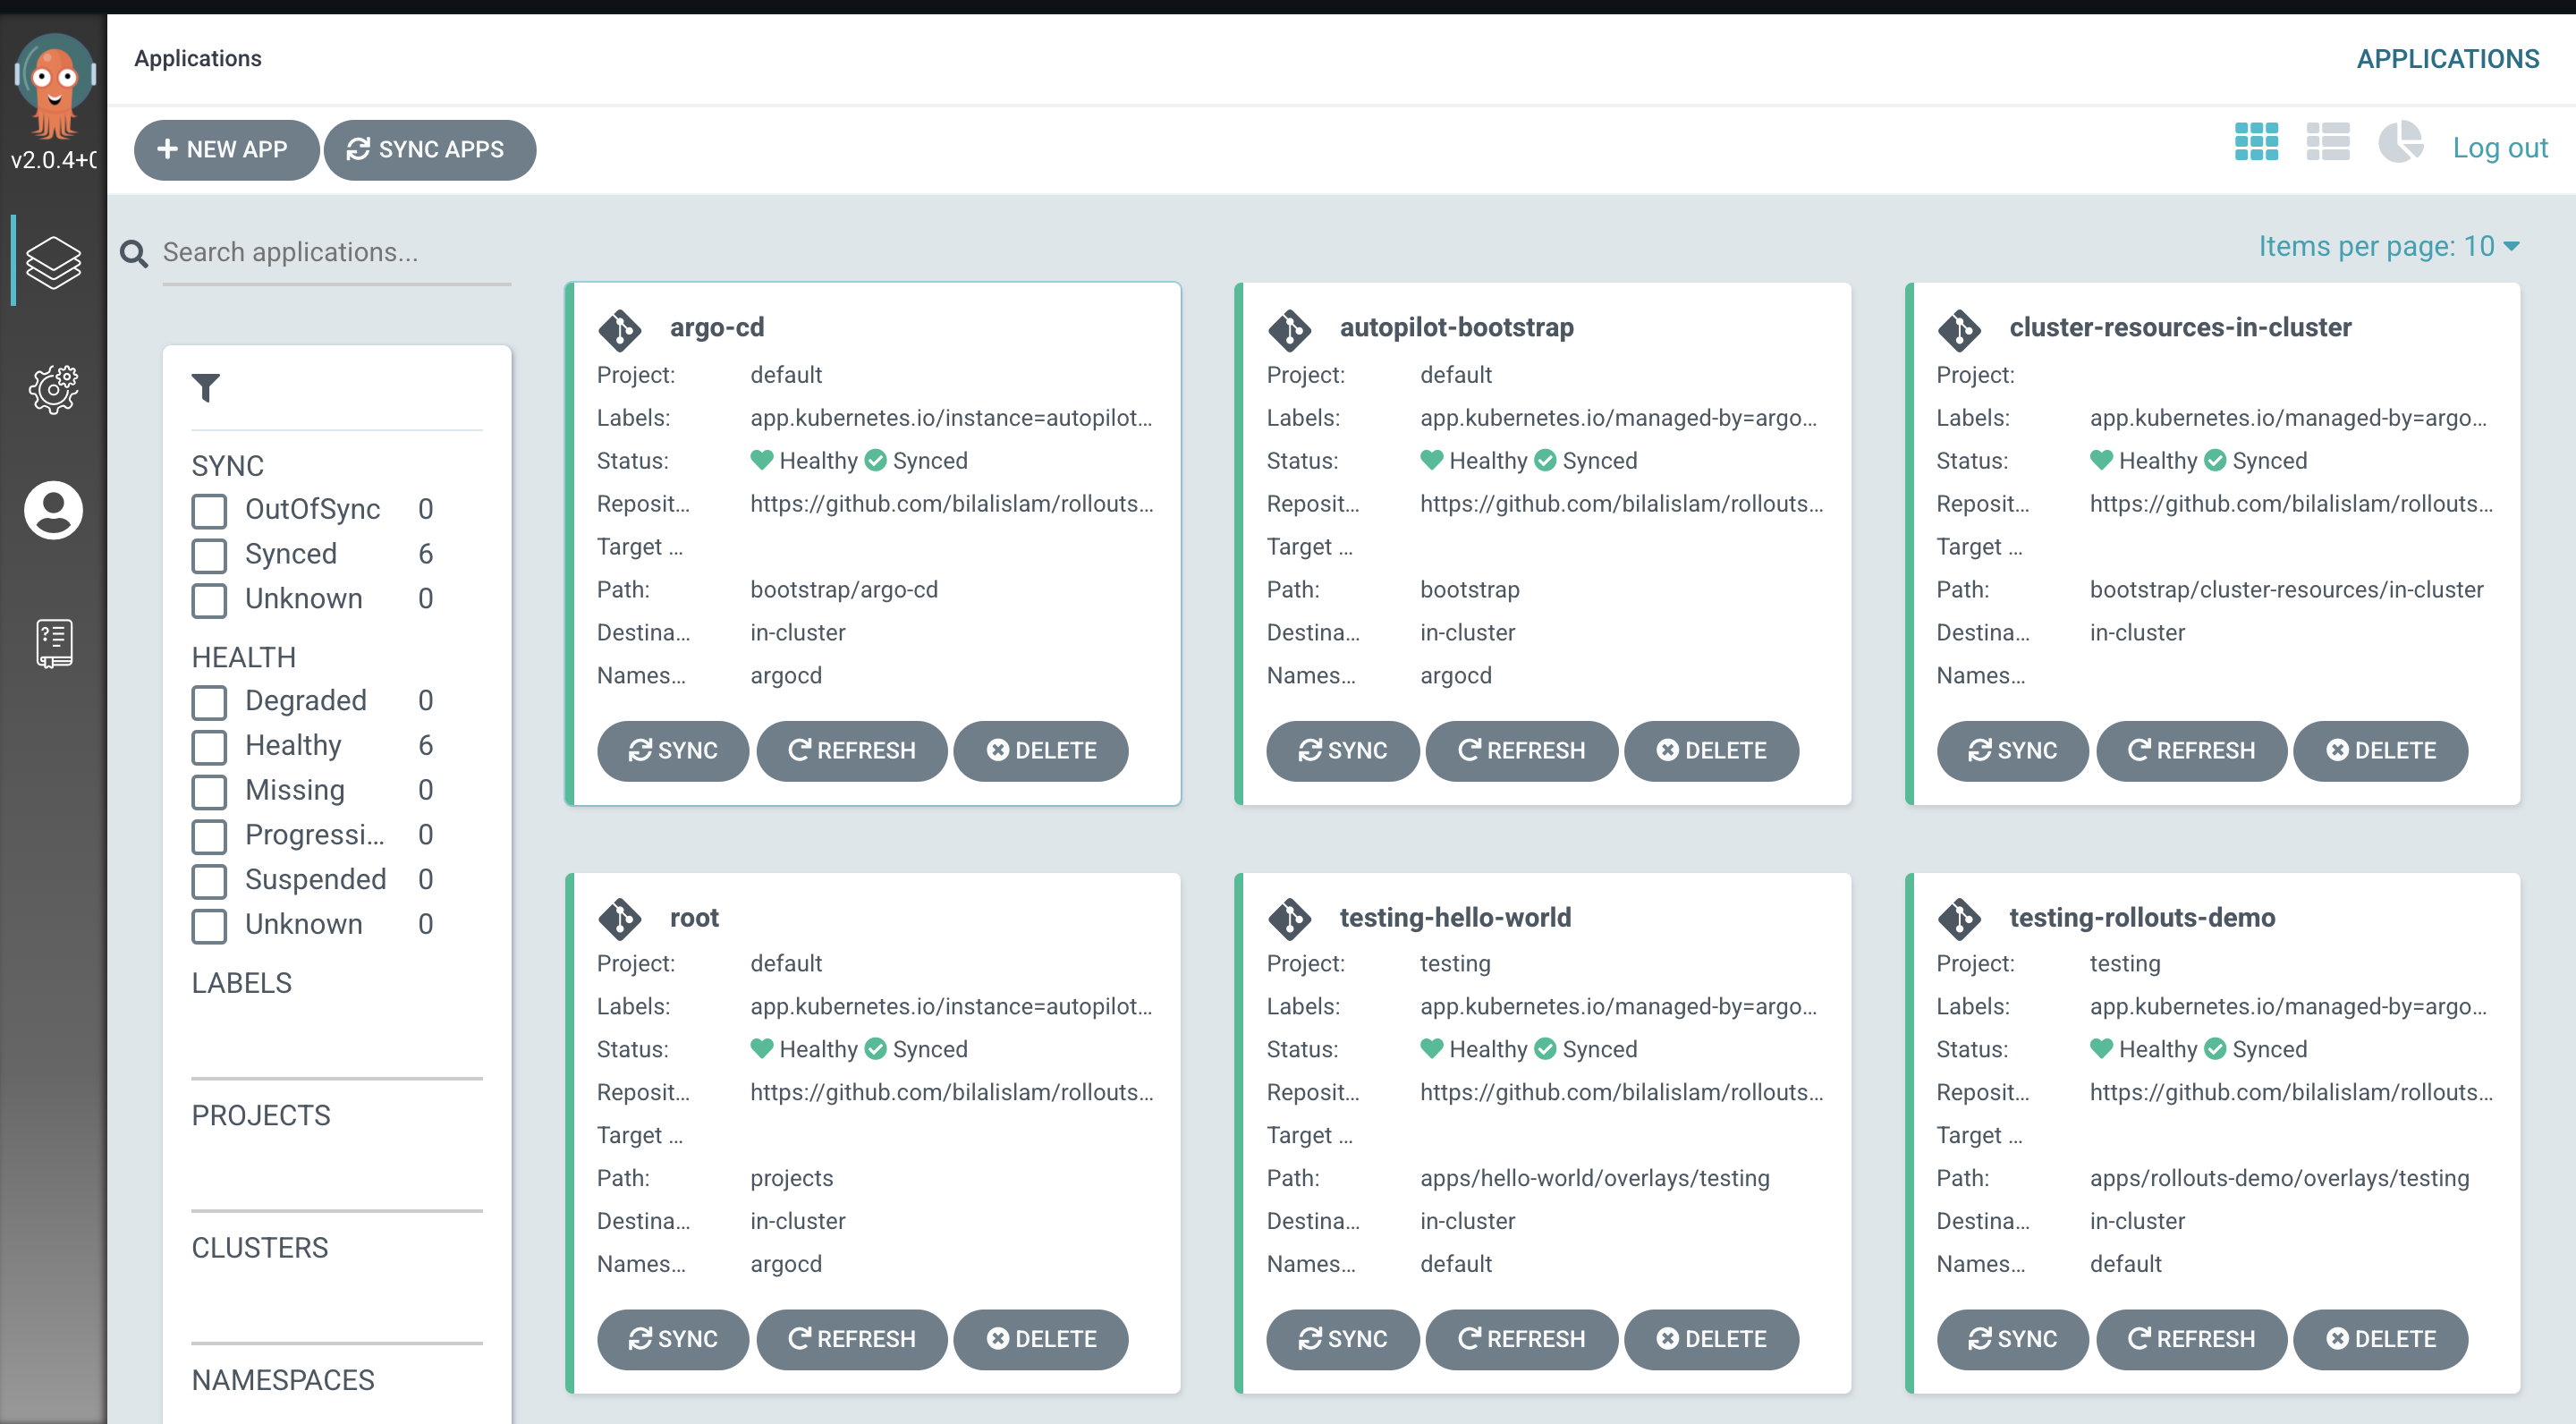 Applications
APPLICATIONS
v2.0.4+0
NEW APP
SYNC APPS
Log out
Search applications...
Items per page: 10
SYNC
OutOfSync 0
Synced 6
Unknown 0
HEALTH
Degraded 0
Healthy 6
Missing 0
Progressi... 0
Suspended 0
Unknown 0
LABELS
PROJECTS
CLUSTERS
NAMESPACES
argo-cd
Project: default
Labels: app.kubernetes.io/instance=autopilot...
Status: Healthy Synced
Reposit... https://github.com/bilalislam/rollouts...
Target ...
Path: bootstrap/argo-cd
Destina... in-cluster
Names... argocd
SYNC REFRESH DELETE
autopilot-bootstrap
Project: default
Labels: app.kubernetes.io/managed-by=argo...
Status: Healthy Synced
Reposit... https://github.com/bilalislam/rollouts...
Target ...
Path: bootstrap
Destina... in-cluster
Names... argocd
SYNC REFRESH DELETE
cluster-resources-in-cluster
Project:
Labels: app.kubernetes.io/managed-by=argo...
Status: Healthy Synced
Reposit... https://github.com/bilalislam/rollouts...
Target ...
Path: bootstrap/cluster-resources/in-cluster
Destina... in-cluster
Names...
SYNC REFRESH DELETE
root
Project: default
Labels: app.kubernetes.io/instance=autopilot...
Status: Healthy Synced
Reposit... https://github.com/bilalislam/rollouts...
Target ...
Path: projects
Destina... in-cluster
Names... argocd
SYNC REFRESH DELETE
testing-hello-world
Project: testing
Labels: app.kubernetes.io/managed-by=argo...
Status: Healthy Synced
Reposit... https://github.com/bilalislam/rollouts...
Target ...
Path: apps/hello-world/overlays/testing
Destina... in-cluster
Names... default
SYNC REFRESH DELETE
testing-rollouts-demo
Project: testing
Labels: app.kubernetes.io/managed-by=argo...
Status: Healthy Synced
Reposit... https://github.com/bilalislam/rollouts...
Target ...
Path: apps/rollouts-demo/overlays/testing
Destina... in-cluster
Names... default
SYNC REFRESH DELETE